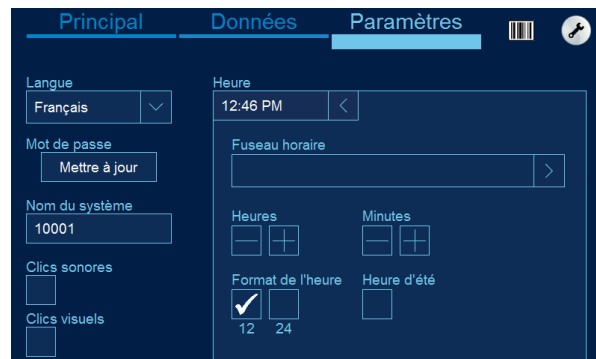 Principal Données Paramètres
Langue
Français
Mot de passe
Mettre à jour
Nom du système
10001
Clics sonores
Clics visuels
Heure
12:46 PM
Fuseau horaire
Heures Minutes
Format de l'heure Heure d'été
12 24